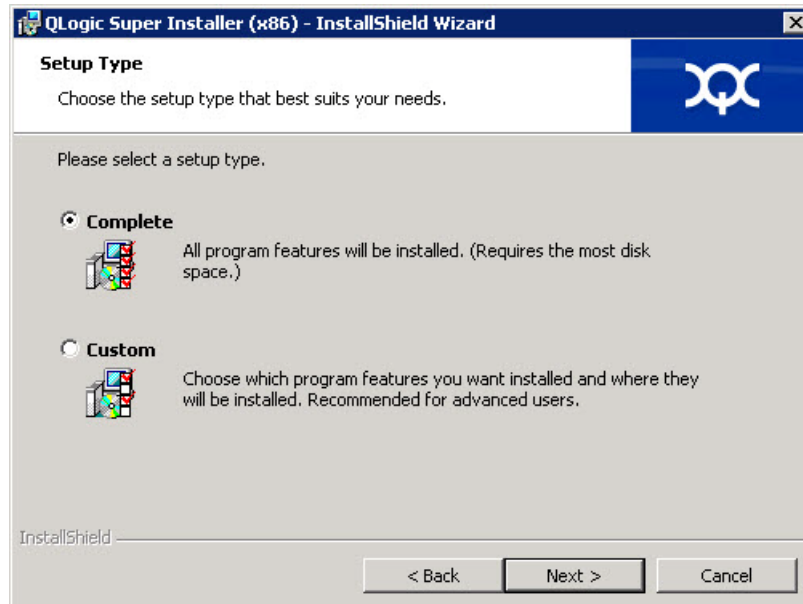 QLogic Super Installer (x86) - InstallShield Wizard
Setup Type
Choose the setup type that best suits your needs.
Please select a setup type.
Complete
All program features will be installed. (Requires the most disk
space.)
Custom
Choose which program features you want installed and where they
will be installed. Recommended for advanced users.
InstallShield
< Back
Next >
Cancel